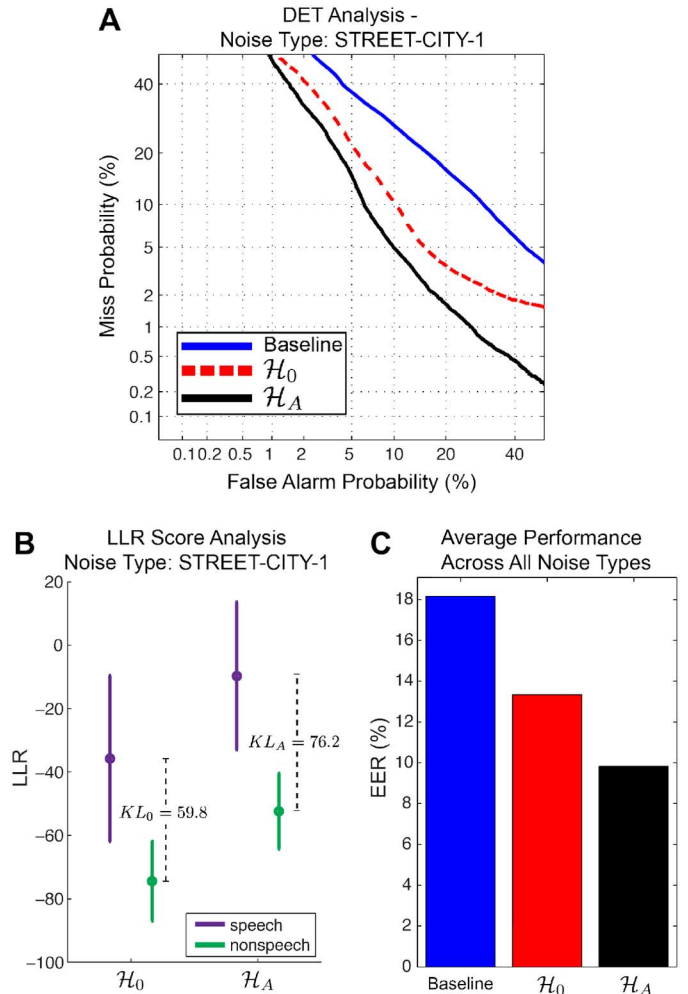 A
DET Analysis -
Noise Type: STREET-CITY-1
Miss Probability (%)
40
20
10
5
2
1
0.5
0.2
0.1
Baseline
ℋ₀
ℋ_A
0.1 0.2 0.5 1 2 5 10 20 40
False Alarm Probability (%)
B
LLR Score Analysis
Noise Type: STREET-CITY-1
LLR
20
0
−20
−40
−60
−80
−100
KL₀ = 59.8
KL_A = 76.2
speech
nonspeech
ℋ₀ ℋ_A
C
Average Performance
Across All Noise Types
EER (%)
18
16
14
12
10
8
6
4
2
0
Baseline ℋ₀ ℋ_A